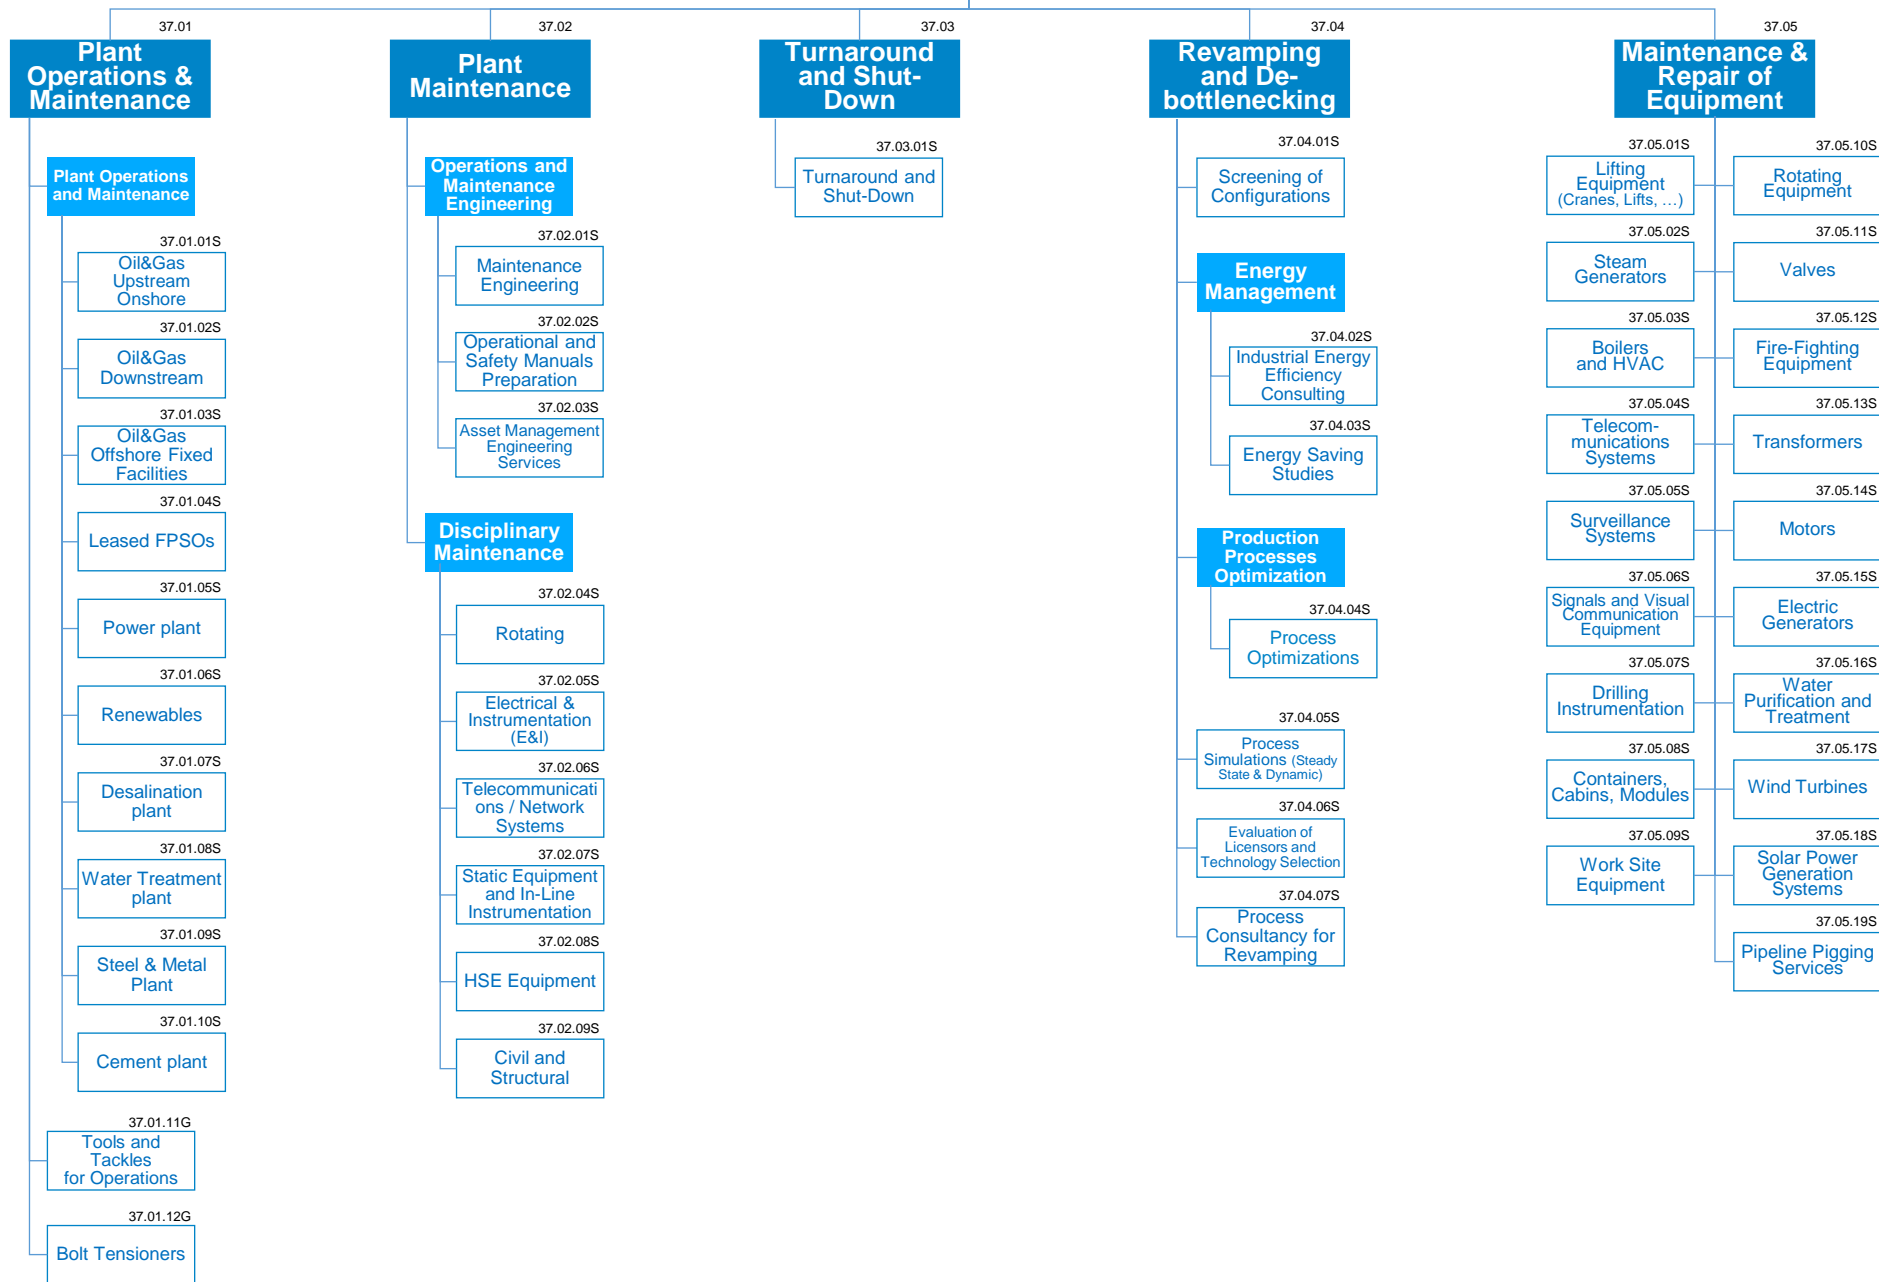 37.01
Plant
Operations &
Maintenance
Plant Operations
and Maintenance
37.01.01S
Oil&Gas
Upstream
Onshore
37.01.02S
Oil&Gas
Downstream
37.01.03S
Oil&Gas
Offshore Fixed
Facilities
37.01.04S
Leased FPSOs
37.01.05S
Power plant
37.01.06S
Renewables
37.01.07S
Desalination
plant
37.01.08S
Water Treatment
plant
37.01.09S
Steel & Metal
Plant
37.01.10S
Cement plant
37.01.11G
Tools and
Tackles
for Operations
37.01.12G
Bolt Tensioners
37.02
Plant
Maintenance
Operations and
Maintenance
Engineering
37.02.01S
Maintenance
Engineering
37.02.02S
Operational and
Safety Manuals
Preparation
37.02.03S
Asset Management
Engineering
Services
Disciplinary
Maintenance
37.02.04S
Rotating
37.02.05S
Electrical &
Instrumentation
(E&I)
37.02.06S
Telecommunicati
ons / Network
Systems
37.02.07S
Static Equipment
and In-Line
Instrumentation
37.02.08S
HSE Equipment
37.02.09S
Civil and
Structural
37.03
Turnaround
and Shut-
Down
37.03.01S
Turnaround and
Shut-Down
37.04
Revamping
and De-
bottlenecking
37.04.01S
Screening of
Configurations
Energy
Management
37.04.02S
Industrial Energy
Efficiency
Consulting
37.04.03S
Energy Saving
Studies
Production
Processes
Optimization
37.04.04S
Process
Optimizations
37.04.05S
Process
Simulations (Steady
State & Dynamic)
37.04.06S
Evaluation of
Licensors and
Technology Selection
37.04.07S
Process
Consultancy for
Revamping
37.05
Maintenance &
Repair of
Equipment
37.05.01S
Lifting
Equipment
(Cranes, Lifts, …)
37.05.02S
Steam
Generators
37.05.03S
Boilers
and HVAC
37.05.04S
Telecom-
munications
Systems
37.05.05S
Surveillance
Systems
37.05.06S
Signals and Visual
Communication
Equipment
37.05.07S
Drilling
Instrumentation
37.05.08S
Containers,
Cabins, Modules
37.05.09S
Work Site
Equipment
37.05.10S
Rotating
Equipment
37.05.11S
Valves
37.05.12S
Fire-Fighting
Equipment
37.05.13S
Transformers
37.05.14S
Motors
37.05.15S
Electric
Generators
37.05.16S
Water
Purification and
Treatment
37.05.17S
Wind Turbines
37.05.18S
Solar Power
Generation
Systems
37.05.19S
Pipeline Pigging
Services